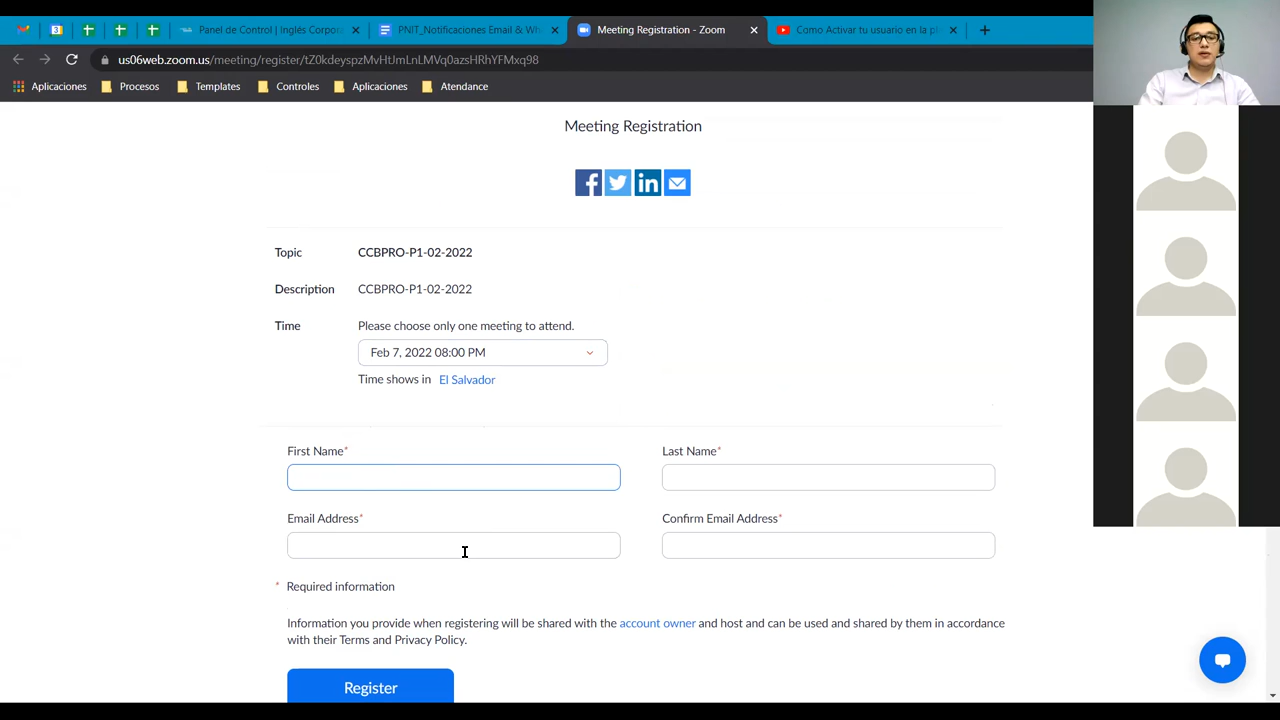 Panel de Control | Inglés Corpor
PNIT_Notificaciones Email & Wh
Meeting Registration - Zoom
Como Activar tu usuario en la pl
us06web.zoom.us/meeting/register/tZ0kdeyspzMvHtJmLnLMVq0azsHRhYFMxq98
Aplicaciones
Procesos
Templates
Controles
Aplicaciones
Atendance
Meeting Registration
Topic CCBPRO-P1-02-2022
Description CCBPRO-P1-02-2022
Time Please choose only one meeting to attend.
Feb 7, 2022 08:00 PM
Time shows in El Salvador
First Name* Last Name*
Email Address* Confirm Email Address*
* Required information
Information you provide when registering will be shared with the account owner and host and can be used and shared by them in accordance
with their Terms and Privacy Policy.
Register